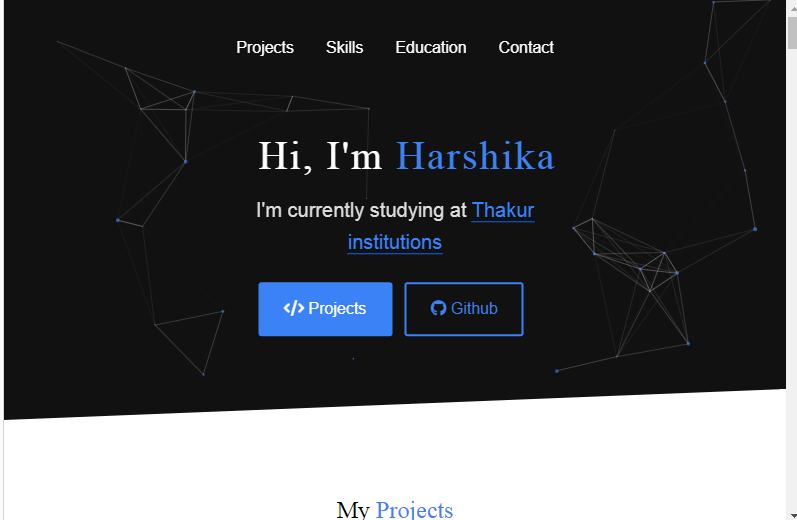 Projects Skills Education Contact
Hi, I'm Harshika
I'm currently studying at Thakur
institutions
</> Projects Github
My Projects